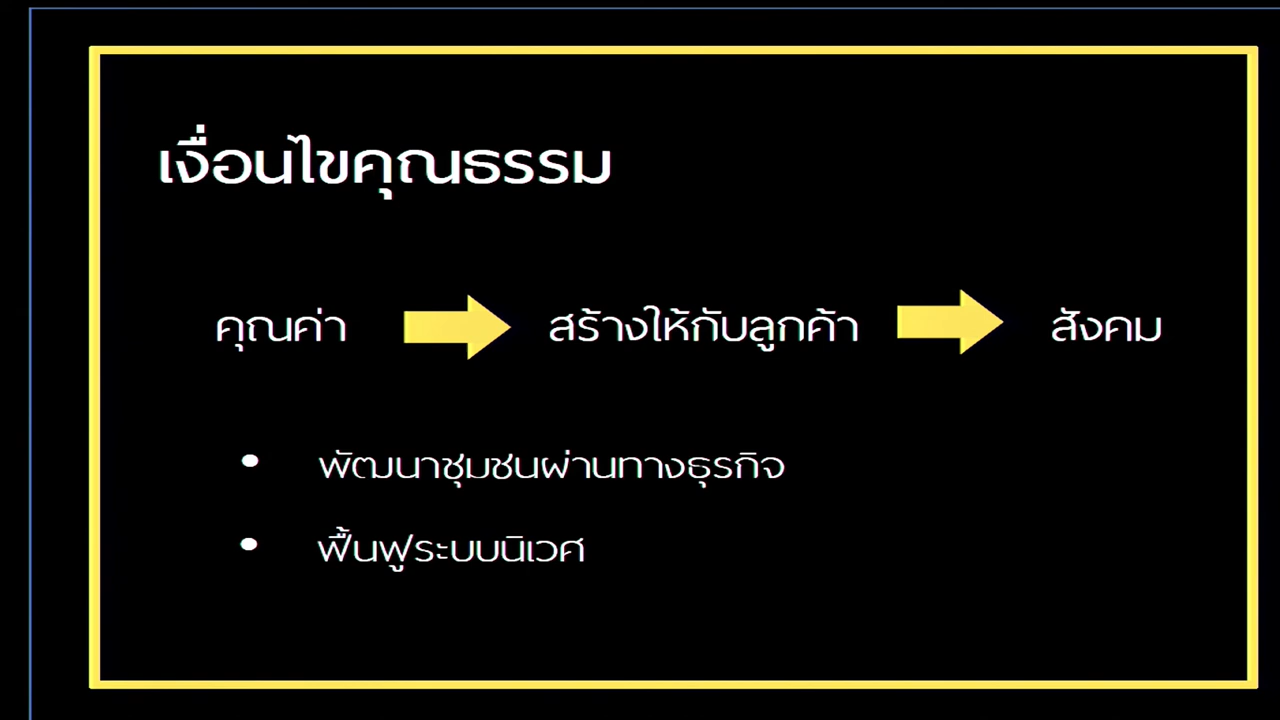 เงื่อนไขคุณธรรม
คุณค่า สร้างให้กับลูกค้า สังคม
• พัฒนาชุมชนผ่านทางธุรกิจ
• ฟื้นฟูระบบนิเวศ